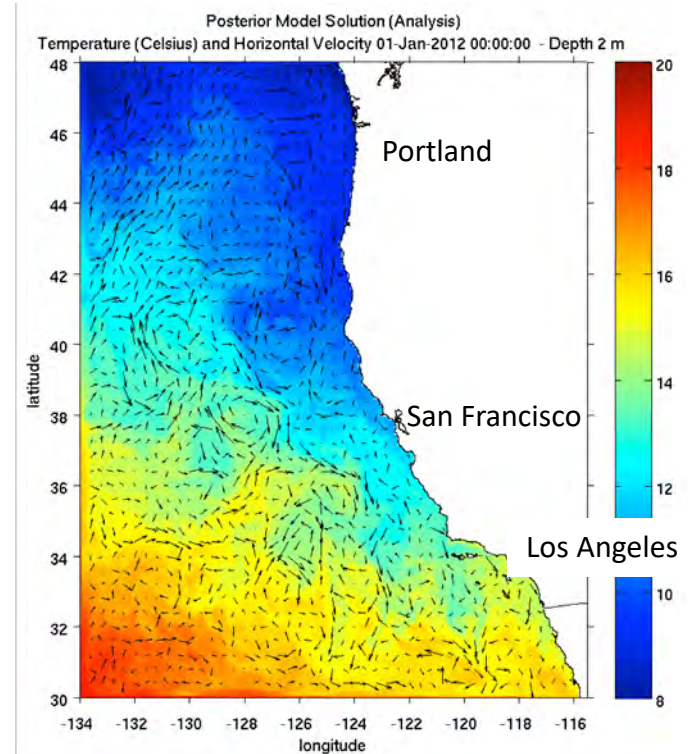 Posterior Model Solution (Analysis)
Temperature (Celsius) and Horizontal Velocity 01-Jan-2012 00:00:00 - Depth 2 m
48
46
44
42
40
38
36
34
32
30
latitude
Portland
San Francisco
Los Angeles
20
18
16
14
12
10
8
-134 -132 -130 -128 -126 -124 -122 -120 -118 -116
longitude